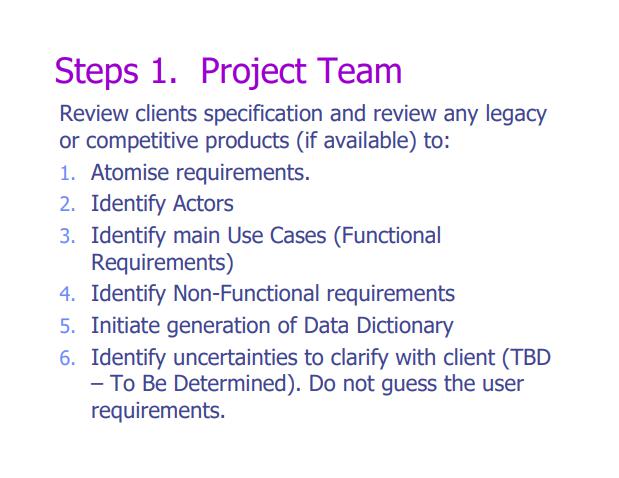 Steps 1. Project Team
Review clients specification and review any legacy
or competitive products (if available) to:
1. Atomise requirements.
2. Identify Actors
3. Identify main Use Cases (Functional
Requirements)
4. Identify Non-Functional requirements
5. Initiate generation of Data Dictionary
6. Identify uncertainties to clarify with client (TBD
– To Be Determined). Do not guess the user
requirements.